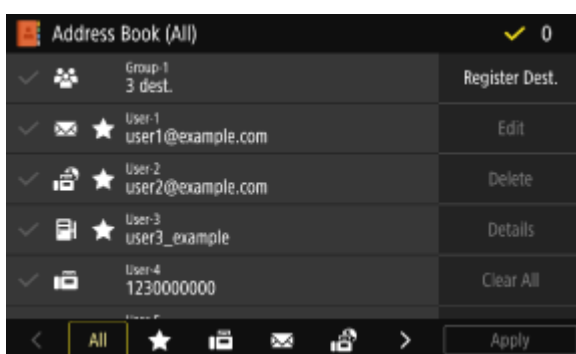 Address Book (All)
0
Group-1
3 dest.
Register Dest.
User-1
user1@example.com
Edit
User-2
user2@example.com
Delete
User-3
user3_example
Details
User-4
1230000000
Clear All
All
Apply